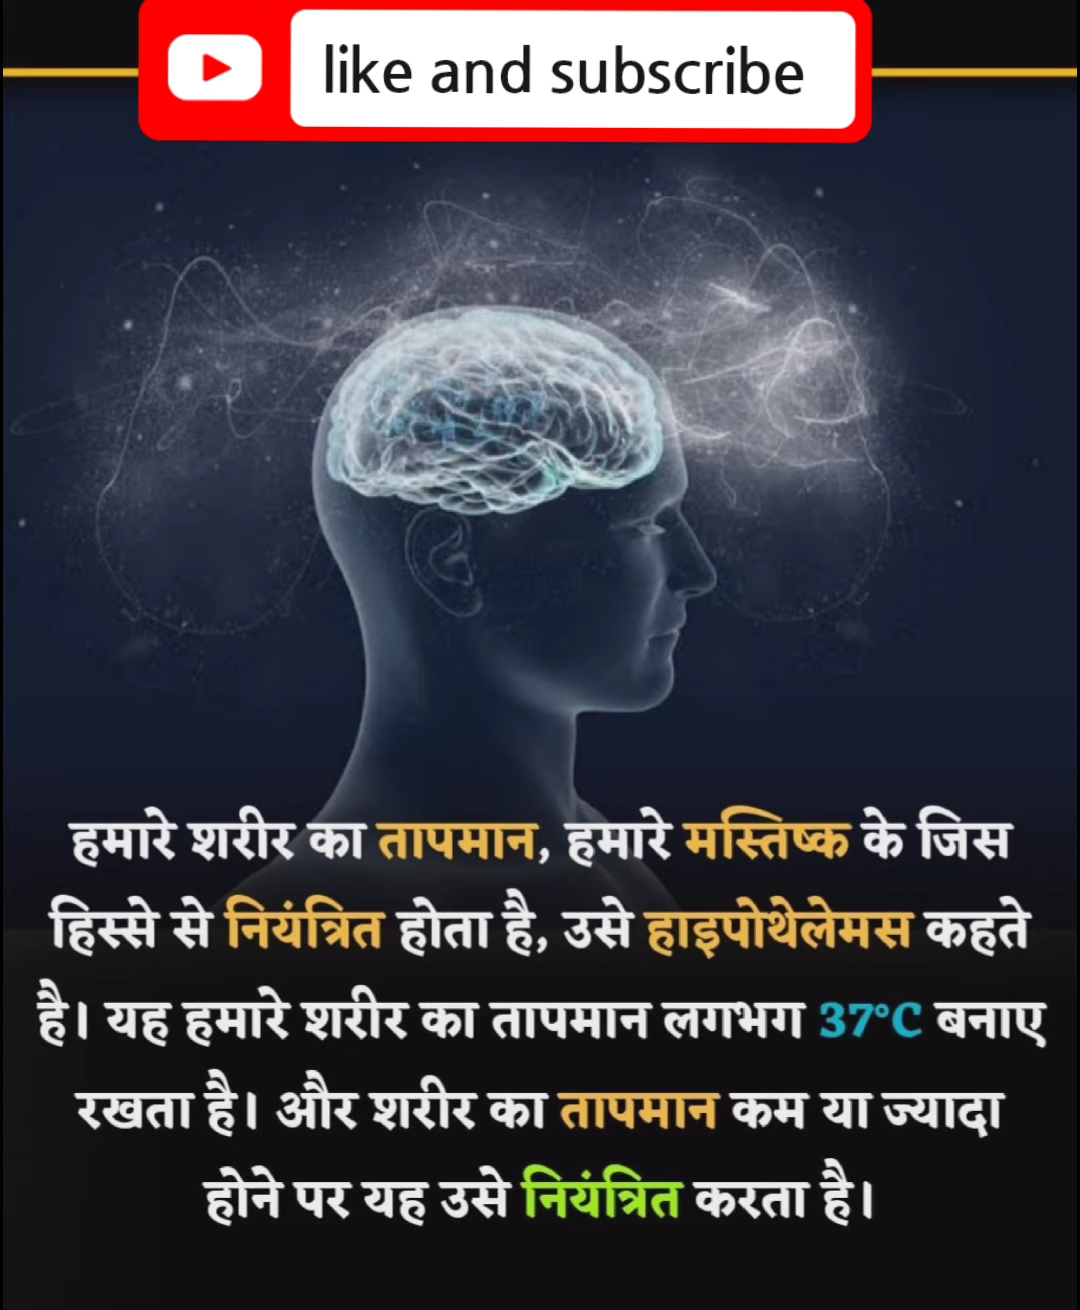 like and subscribe
हमारे शरीर का तापमान, हमारे मस्तिष्क के जिस
हिस्से से नियंत्रित होता है, उसे हाइपोथेलेमस कहते
है। यह हमारे शरीर का तापमान लगभग 37°C बनाए
रखता है। और शरीर का तापमान कम या ज्यादा
होने पर यह उसे नियंत्रित करता है।